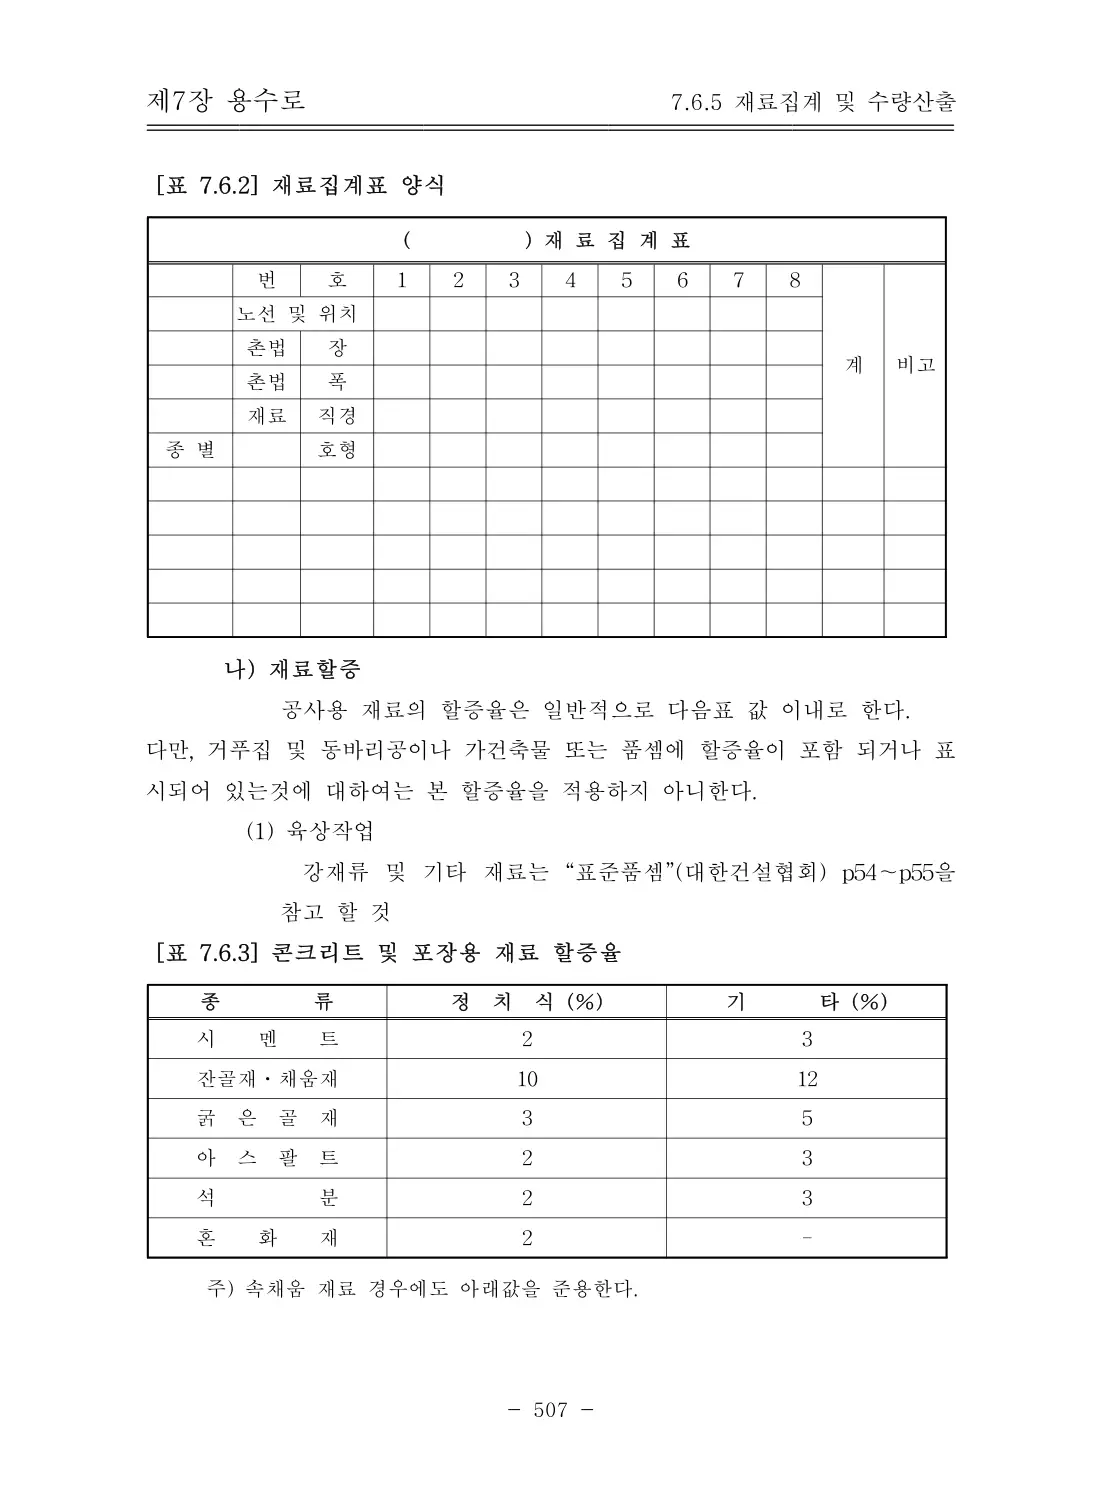 제7장 용수로 7.6.5 재료집계 및 수량산출
[표 7.6.2] 재료집계표 양식
( ) 재 료 집 계 표
번 호 1 2 3 4 5 6 7 8 계 비고
노선 및 위치
촌법 장
촌법 폭
재료 직경
종 별 호형
나) 재료할증
공사용 재료의 할증율은 일반적으로 다음표 값 이내로 한다.
다만, 거푸집 및 동바리공이나 가건축물 또는 품셈에 할증율이 포함 되거나 표
시되어 있는것에 대하여는 본 할증율을 적용하지 아니한다.
(1) 육상작업
강재류 및 기타 재료는 “표준품셈”(대한건설협회) p54～p55을
참고 할 것
[표 7.6.3] 콘크리트 및 포장용 재료 할증율
종 류 정 치 식 (%) 기 타 (%)
시 멘 트 2 3
잔골재·채움재 10 12
굵 은 골 재 3 5
아 스 팔 트 2 3
석 분 2 3
혼 화 재 2 -
주) 속채움 재료 경우에도 아래값을 준용한다.
- 507 -